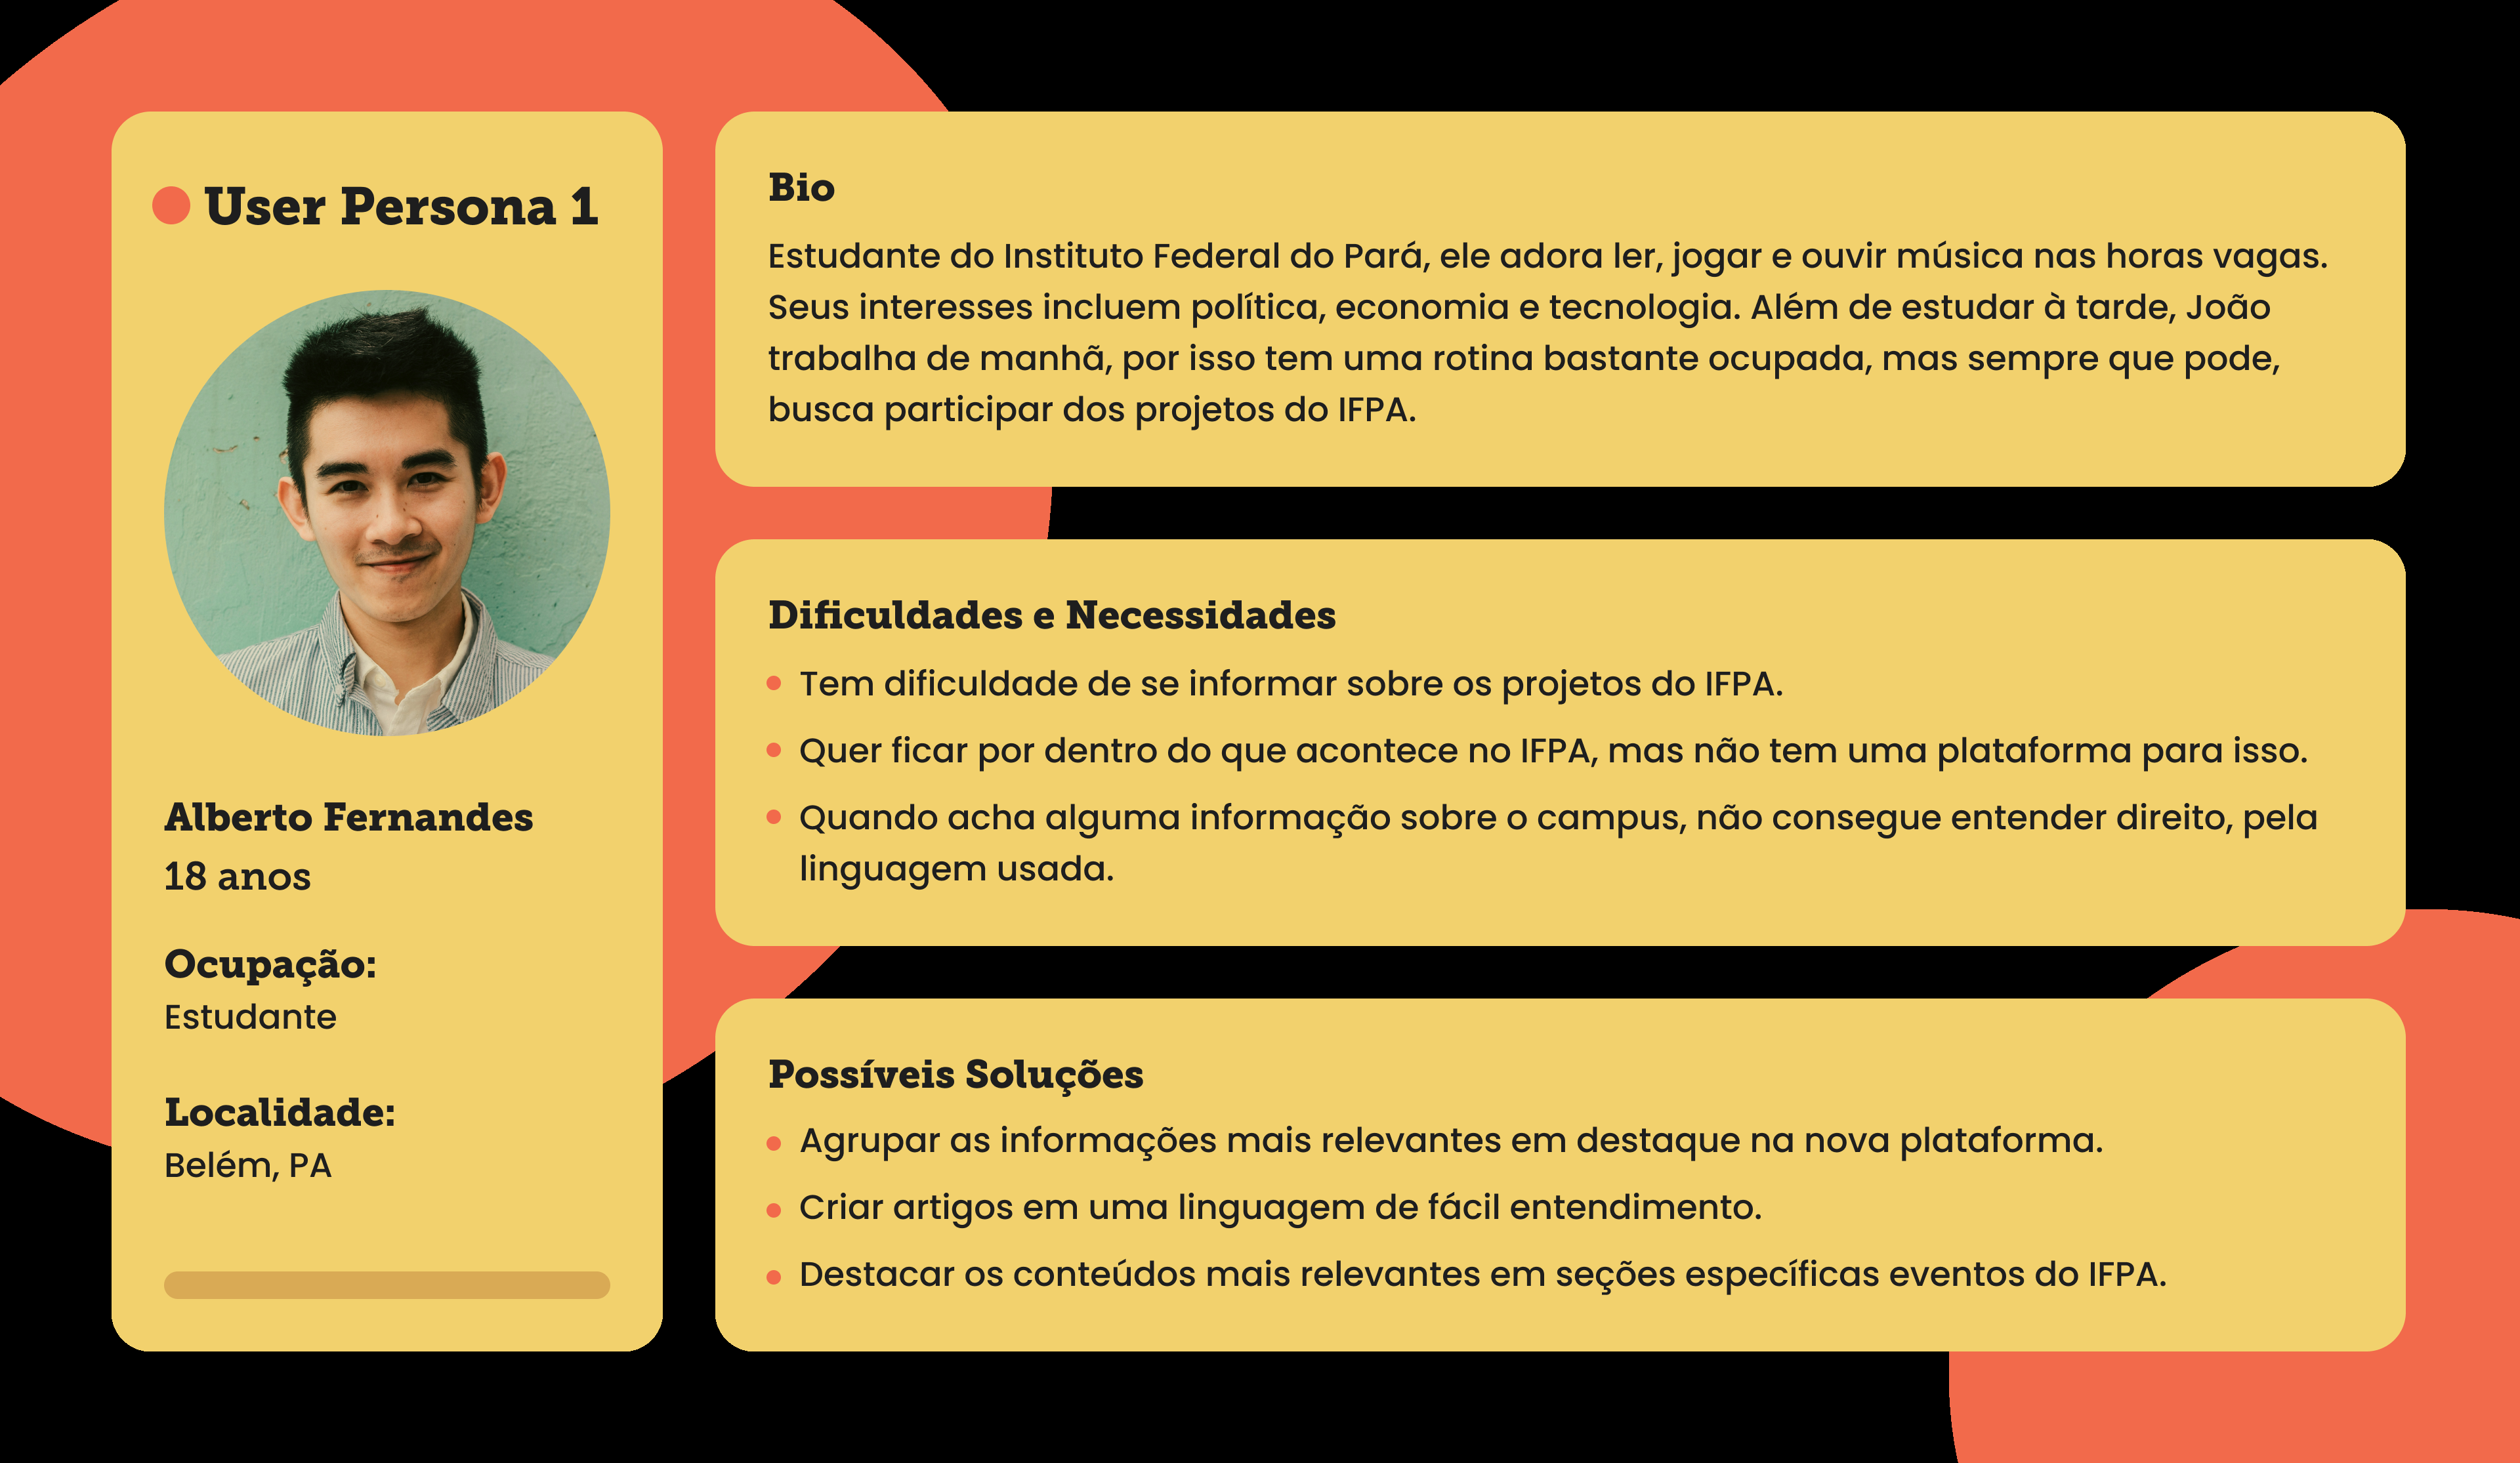 User Persona 1
Alberto Fernandes
18 anos
Ocupação:
Estudante
Localidade:
Belém, PA
Bio
Estudante do Instituto Federal do Pará, ele adora ler, jogar e ouvir música nas horas vagas.
Seus interesses incluem política, economia e tecnologia. Além de estudar à tarde, João
trabalha de manhã, por isso tem uma rotina bastante ocupada, mas sempre que pode,
busca participar dos projetos do IFPA.
Dificuldades e Necessidades
Tem dificuldade de se informar sobre os projetos do IFPA.
Quer ficar por dentro do que acontece no IFPA, mas não tem uma plataforma para isso.
Quando acha alguma informação sobre o campus, não consegue entender direito, pela
linguagem usada.
Possíveis Soluções
Agrupar as informações mais relevantes em destaque na nova plataforma.
Criar artigos em uma linguagem de fácil entendimento.
Destacar os conteúdos mais relevantes em seções específicas eventos do IFPA.